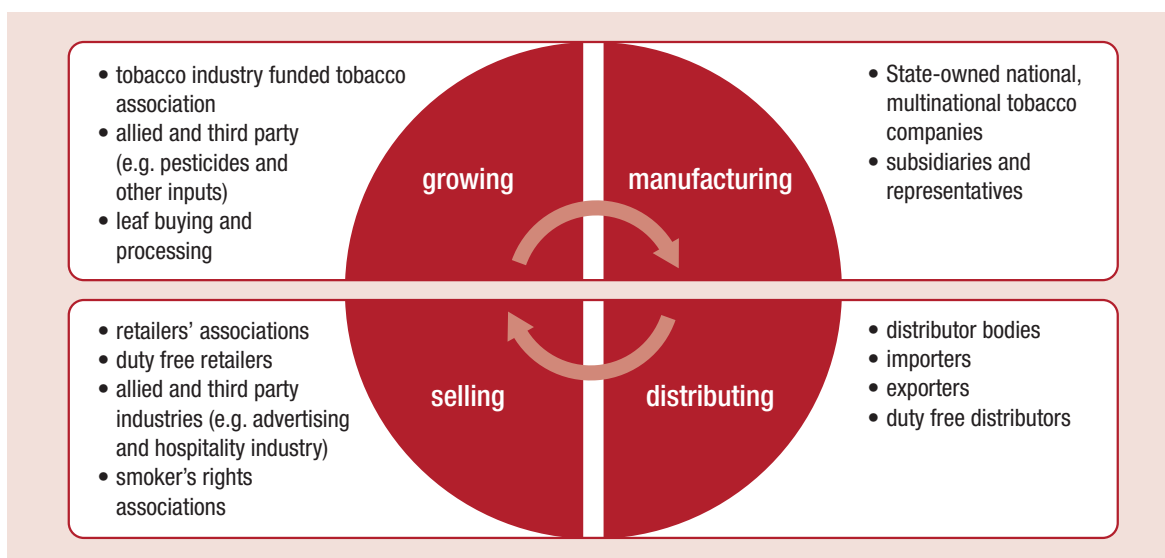 • tobacco industry funded tobacco
association
• allied and third party
(e.g. pesticides and
other inputs)
• leaf buying and
processing
growing
manufacturing
• State-owned national,
multinational tobacco
companies
• subsidiaries and
representatives
• retailers’ associations
• duty free retailers
• allied and third party
industries (e.g. advertising
and hospitality industry)
• smoker’s rights
associations
selling
distributing
• distributor bodies
• importers
• exporters
• duty free distributors